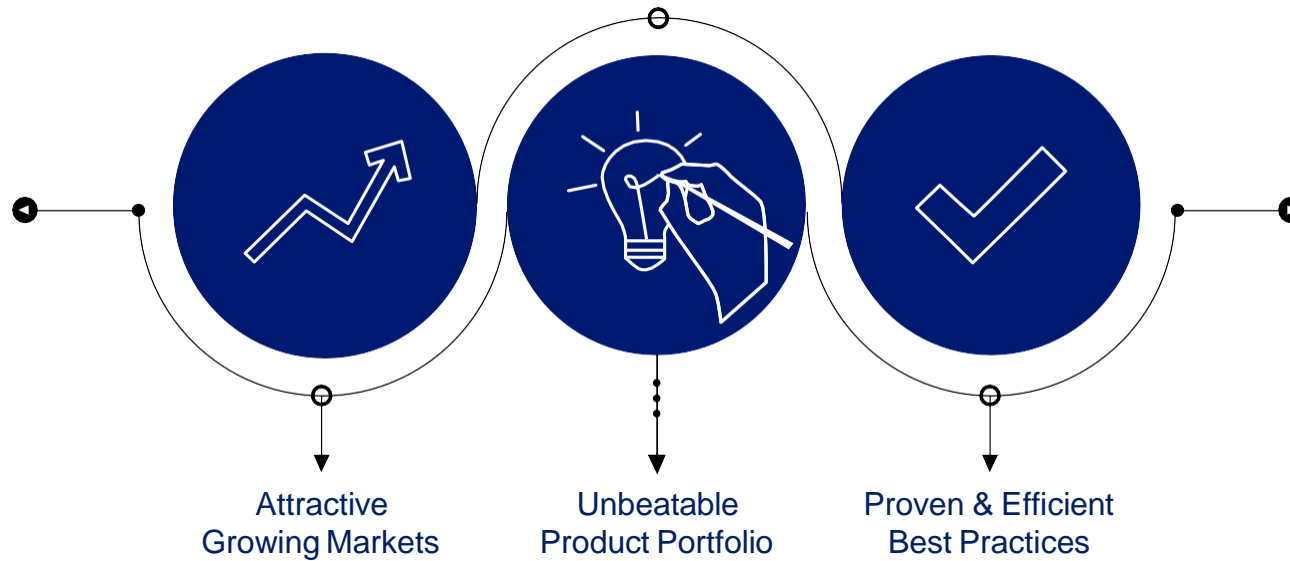 Attractive
Growing Markets
Unbeatable
Product Portfolio
Proven & Efficient
Best Practices